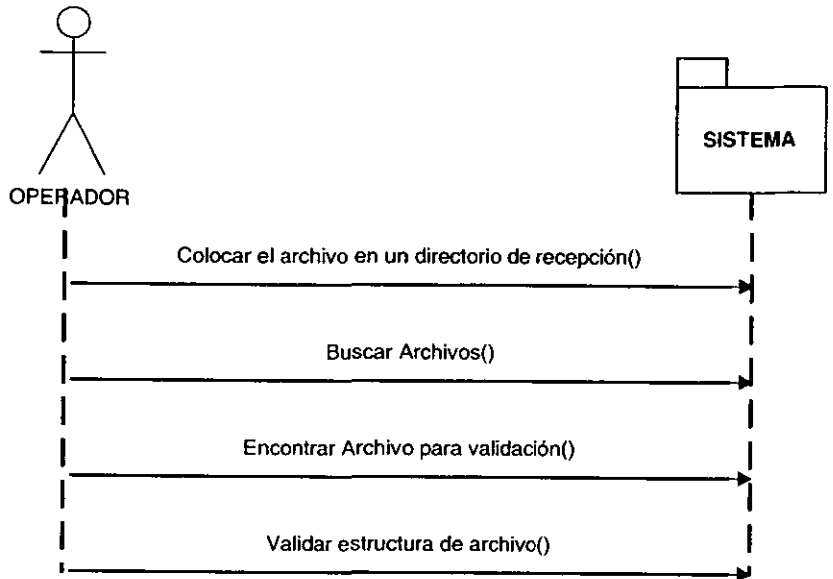 SISTEMA
OPERADOR
Colocar el archivo en un directorio de recepción()
Buscar Archivos()
Encontrar Archivo para validación()
Validar estructura de archivo()